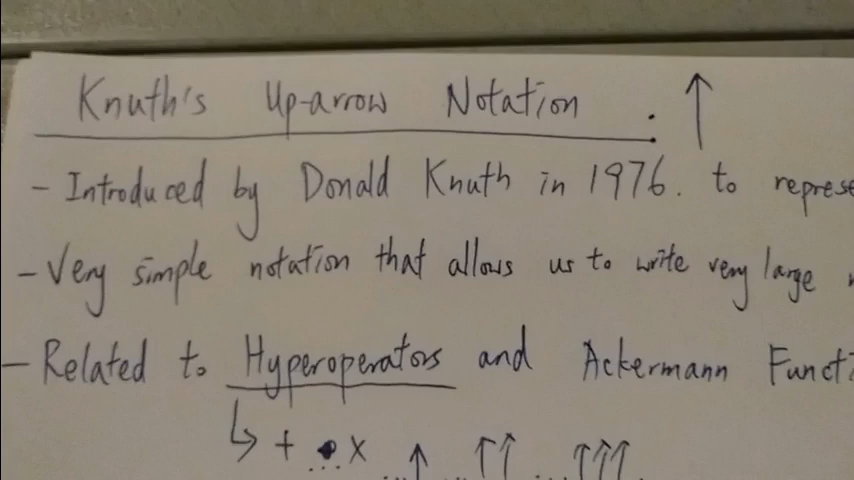 Knuth's Up-arrow Notation : ↑
- Introduced by Donald Knuth in 1976. to
- Very simple notation that allows us to write very large
- Related to Hyperoperators and Ackermann
↳ + ... x ... ↑ ... ↑↑ ... ↑↑↑